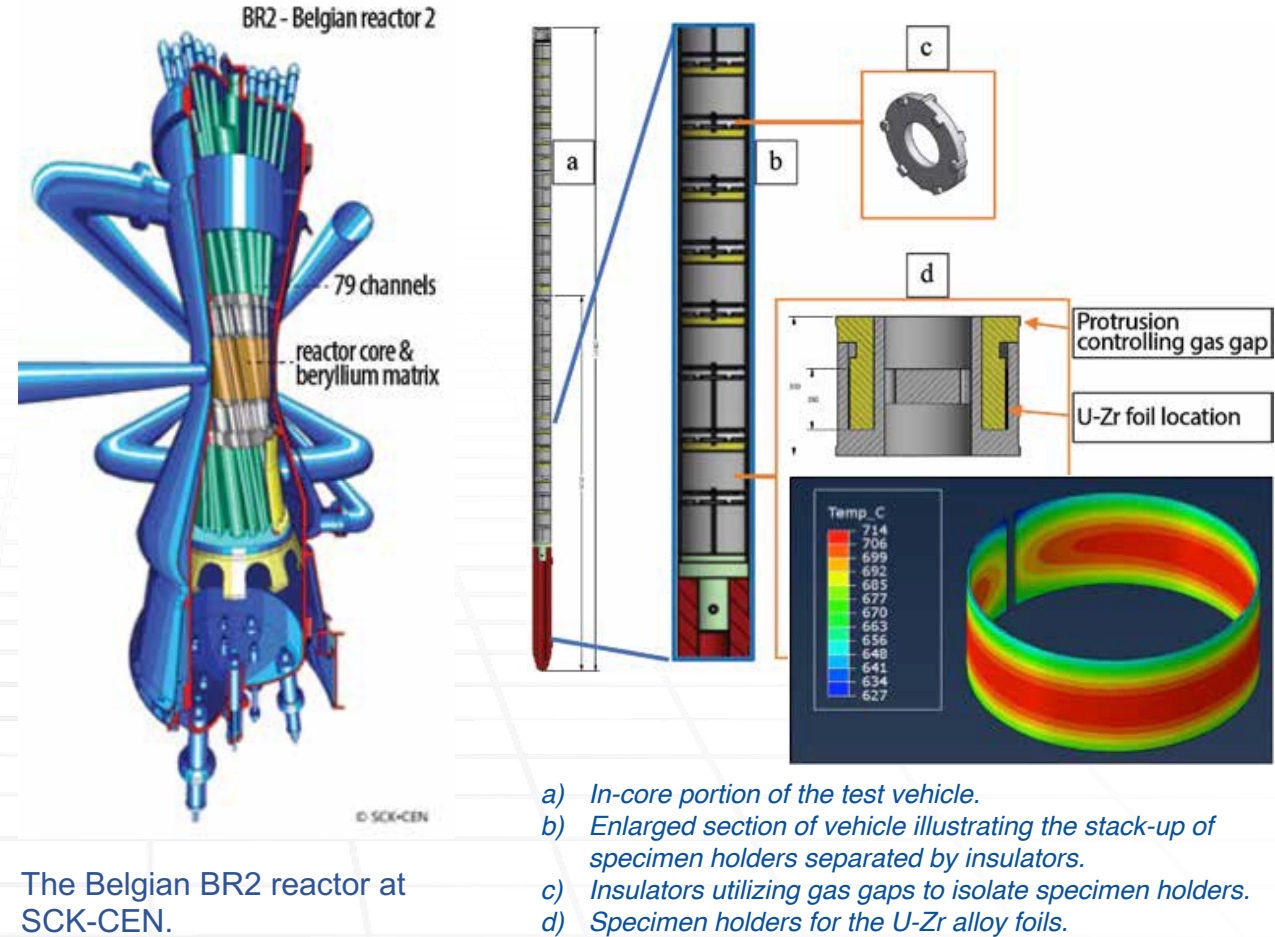 BR2 - Belgian reactor 2
79 channels
reactor core &
beryllium matrix
© SCK•CEN
The Belgian BR2 reactor at
SCK-CEN.
a
b
c
d
Protrusion
controlling gas gap
U-Zr foil location
Temp_C
714
706
699
692
685
677
670
663
656
648
641
634
627
a) In-core portion of the test vehicle.
b) Enlarged section of vehicle illustrating the stack-up of
specimen holders separated by insulators.
c) Insulators utilizing gas gaps to isolate specimen holders.
d) Specimen holders for the U-Zr alloy foils.